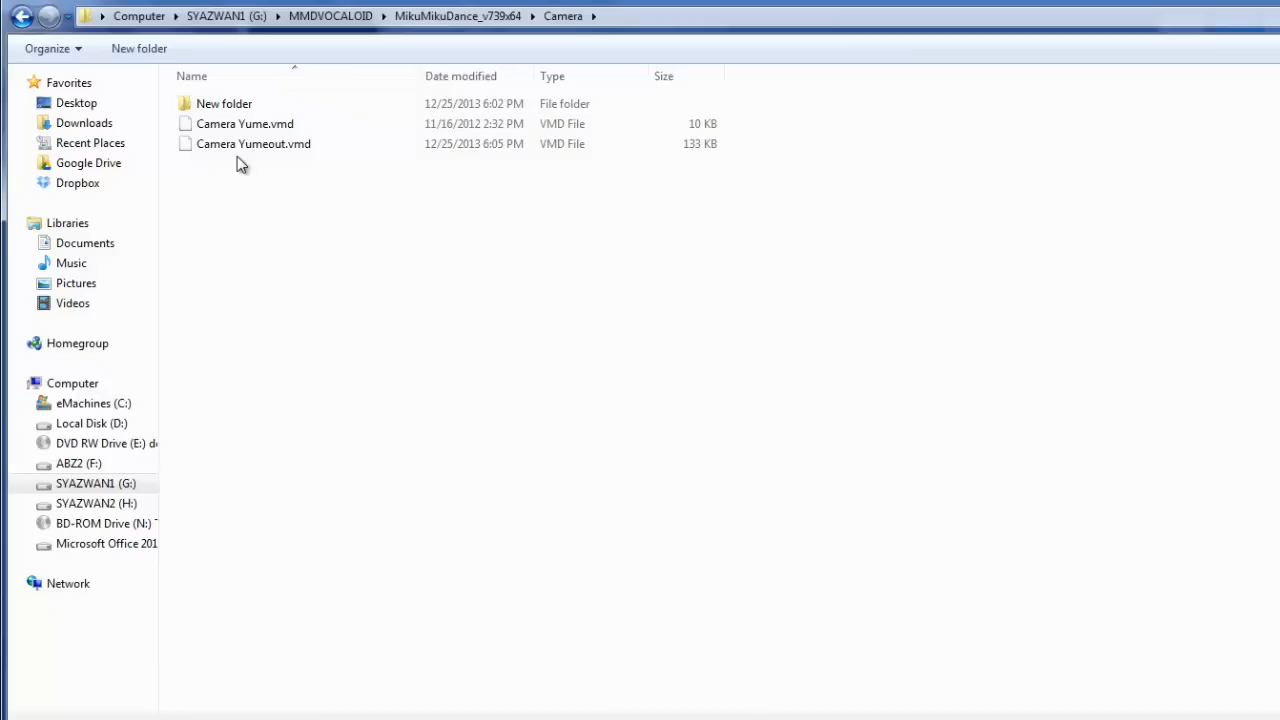 Computer SYAZWAN1 (G:) MMDVOCALOID MikuMikuDance_v739x64 Camera
Organize New folder
Name Date modified Type Size
Favorites
Desktop
Downloads
Recent Places
Google Drive
Dropbox
Libraries
Documents
Music
Pictures
Videos
Homegroup
Computer
eMachines (C:)
Local Disk (D:)
DVD RW Drive (E:) d
ABZ2 (F:)
SYAZWAN1 (G:)
SYAZWAN2 (H:)
BD-ROM Drive (N:)
Microsoft Office 201
Network
New folder 12/25/2013 6:02 PM File folder
Camera Yume.vmd 11/16/2012 2:32 PM VMD File 10 KB
Camera Yumeout.vmd 12/25/2013 6:05 PM VMD File 133 KB